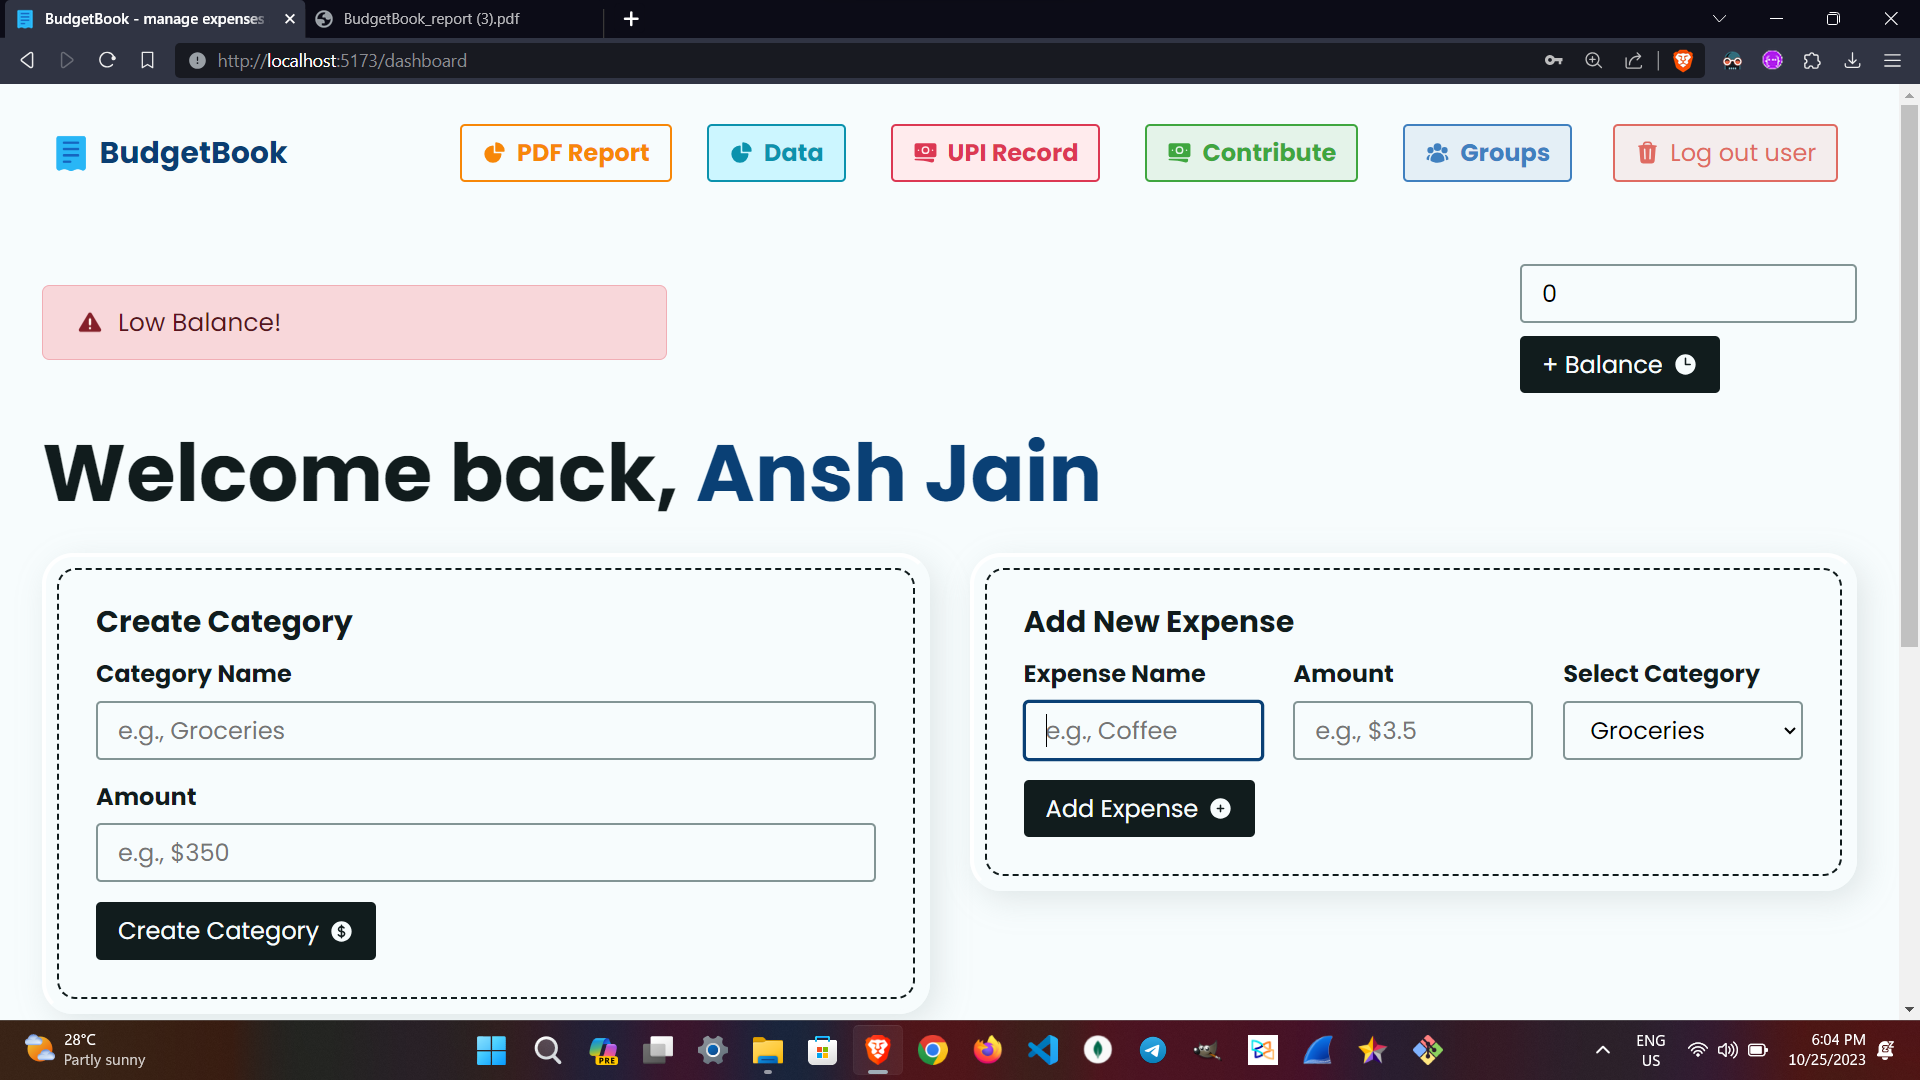 BudgetBook - manage expenses
BudgetBook_report (3).pdf
http://localhost:5173/dashboard
BudgetBook
PDF Report
Data
UPI Record
Contribute
Groups
Log out user
Low Balance!
0
+ Balance
Welcome back, Ansh Jain
Create Category
Category Name
e.g., Groceries
Amount
e.g., $350
Create Category
Add New Expense
Expense Name
Amount
Select Category
e.g., Coffee
e.g., $3.5
Groceries
Add Expense
28°C
Partly sunny
PRE
ENG
US
6:04 PM
10/25/2023